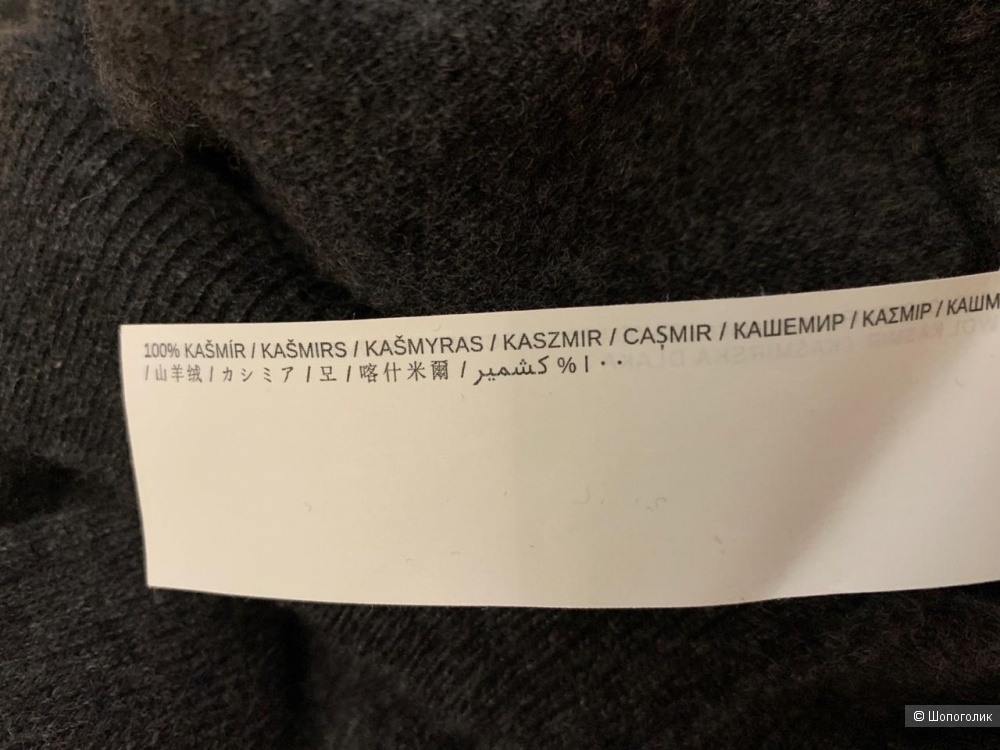 100% KAŠMÍR / KAŠMIRS / KAŠMYRAS / KASZMIR / CAȘMIR / КАШЕМИР / ΚΑΣΜΙΡ / КАШМ
/ 山羊绒 / カシミア / 모 / 喀什米爾 / كشمير %١٠٠
© Шопоголик